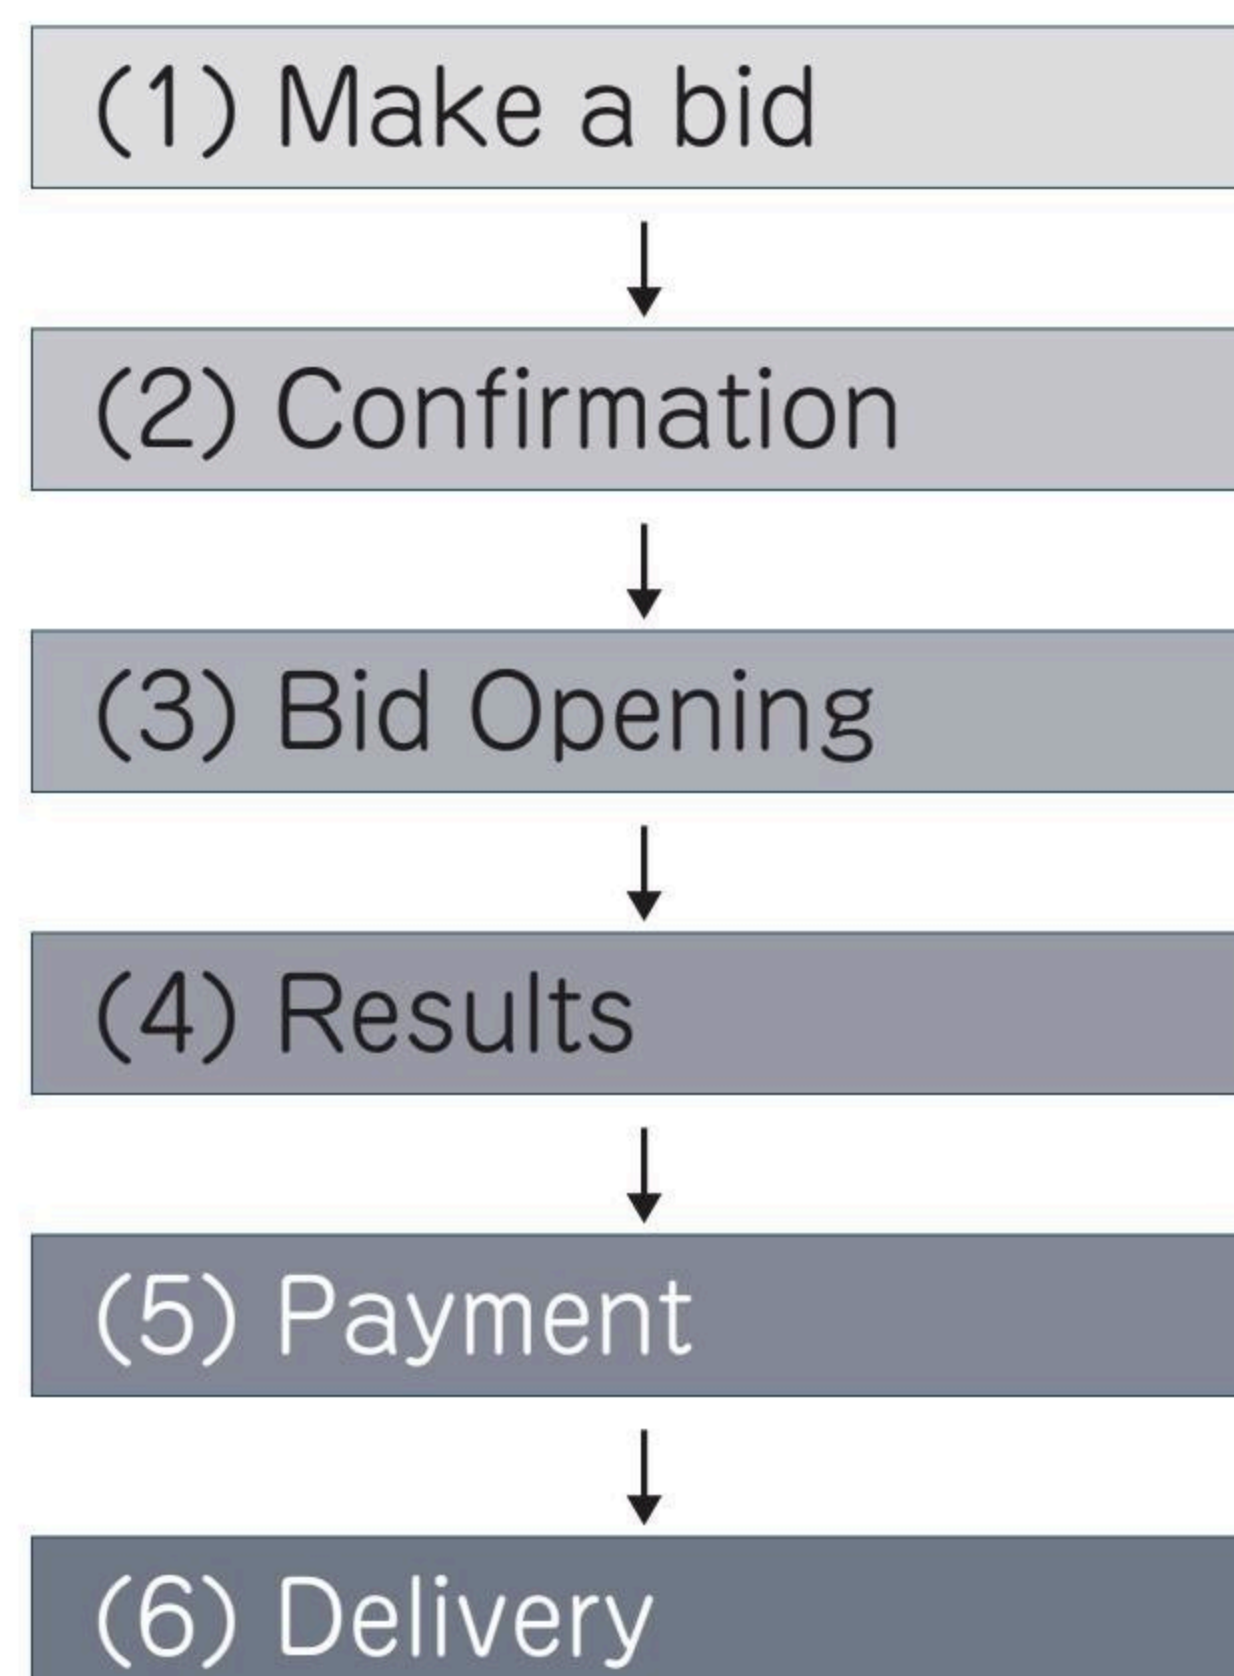 (1) Make a bid
(2) Confirmation
(3) Bid Opening
(4) Results
(5) Payment
(6) Delivery